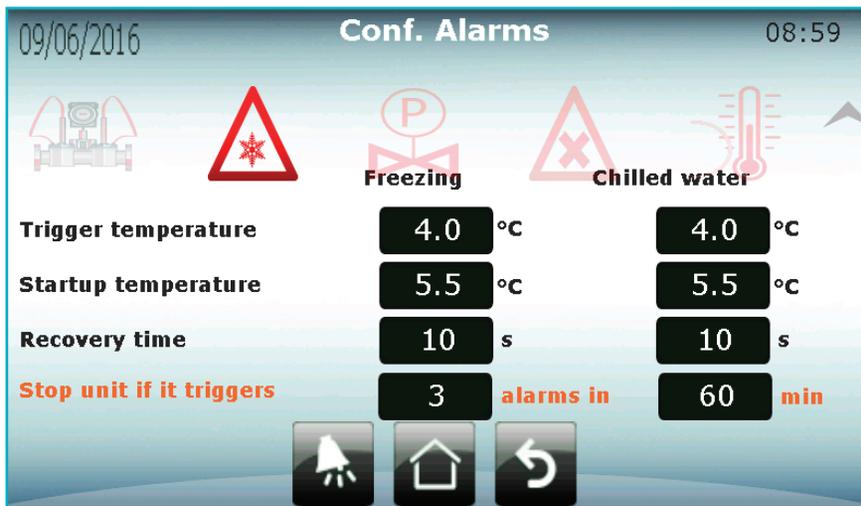 09/06/2016 Conf. Alarms 08:59
P
Freezing Chilled water
Trigger temperature 4.0 °C 4.0 °C
Startup temperature 5.5 °C 5.5 °C
Recovery time 10 s 10 s
Stop unit if it triggers 3 alarms in 60 min